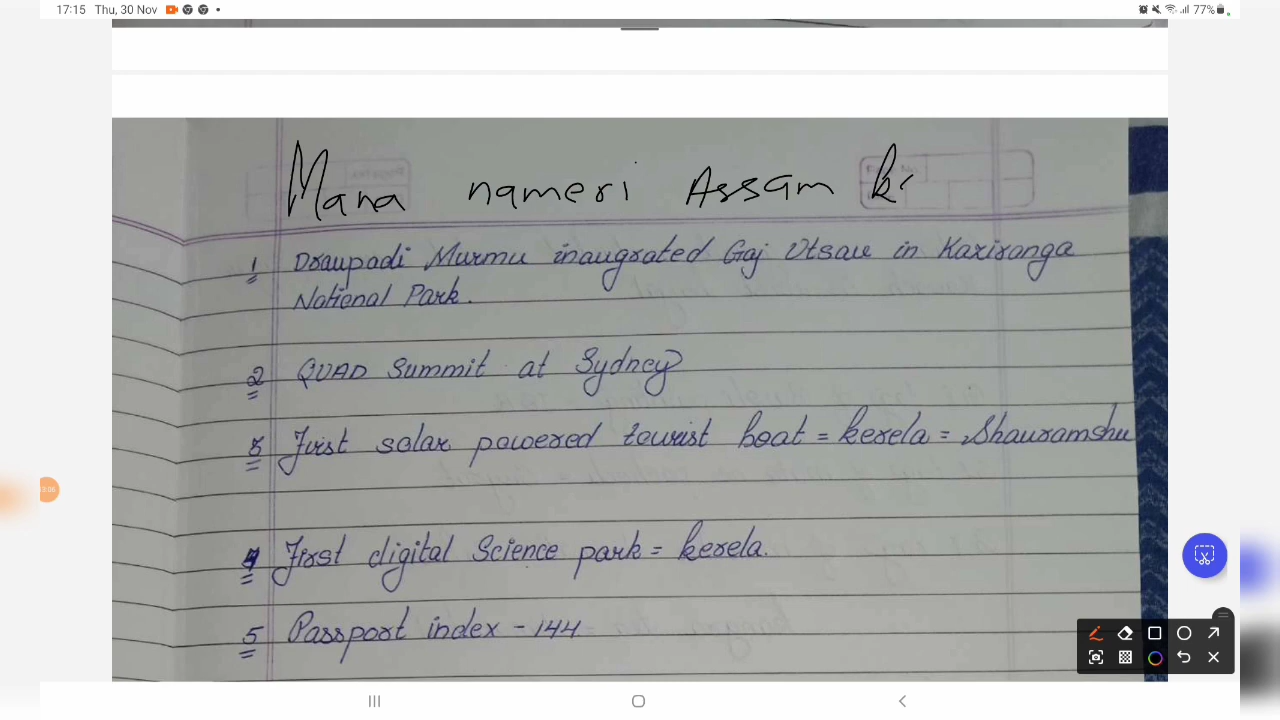 17:15 Thu, 30 Nov
77%
Mana nameri Assam k
1 Draupadi Murmu inaugrated Gaj Utsav in Kaziranga
National Park.
2 QUAD Summit at Sydney
3 First solar powered tourist boat = kerela = Shauramshu
4 First digital Science park = kerela.
5 Passport index - 144